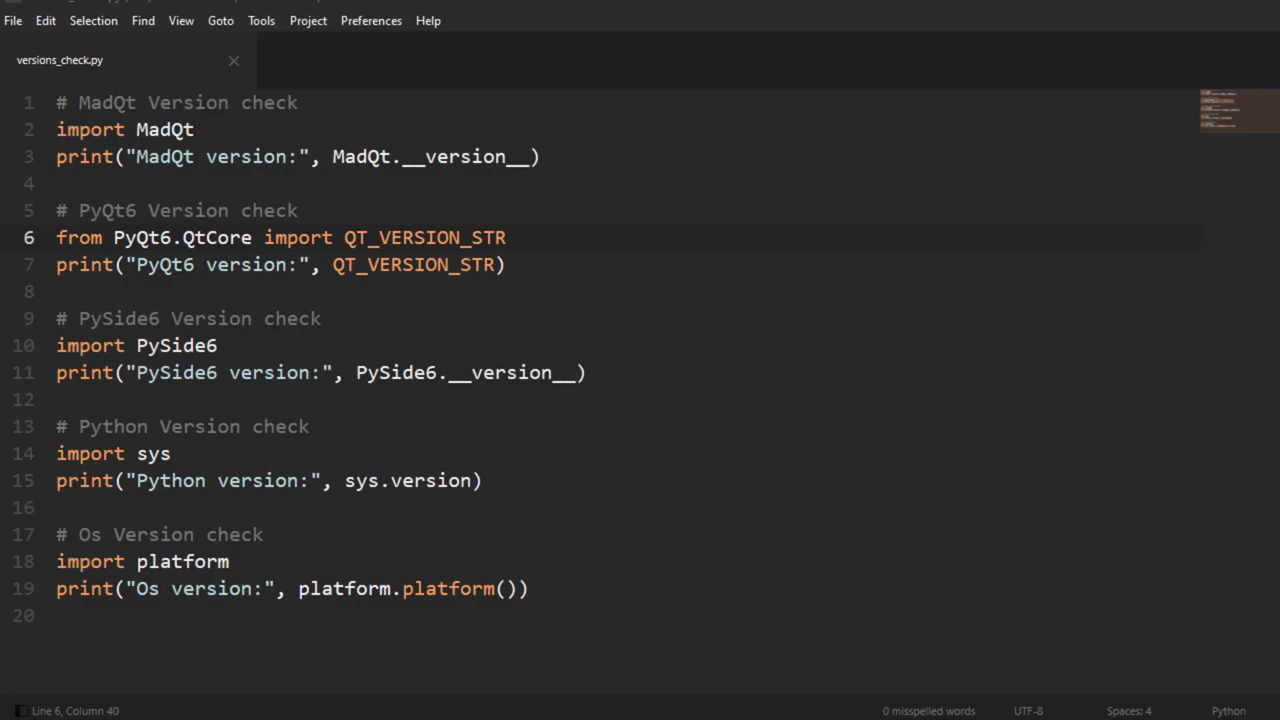 File Edit Selection Find View Goto Tools Project Preferences Help
versions_check.py
1 # MadQt Version check
2 import MadQt
3 print("MadQt version:", MadQt.__version__)
4
5 # PyQt6 Version check
6 from PyQt6.QtCore import QT_VERSION_STR
7 print("PyQt6 version:", QT_VERSION_STR)
8
9 # PySide6 Version check
10 import PySide6
11 print("PySide6 version:", PySide6.__version__)
12
13 # Python Version check
14 import sys
15 print("Python version:", sys.version)
16
17 # Os Version check
18 import platform
19 print("Os version:", platform.platform())
20
Line 6, Column 40 0 misspelled words UTF-8 Spaces: 4 Python